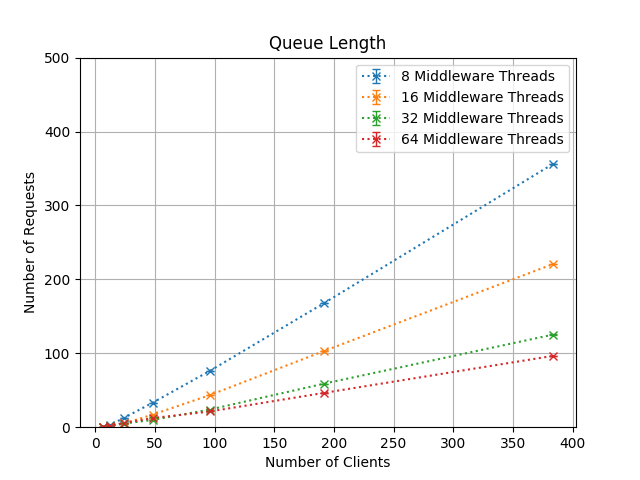 Queue Length
500
400
300
200
100
0
Number of Requests
8 Middleware Threads
16 Middleware Threads
32 Middleware Threads
64 Middleware Threads
0 50 100 150 200 250 300 350 400
Number of Clients